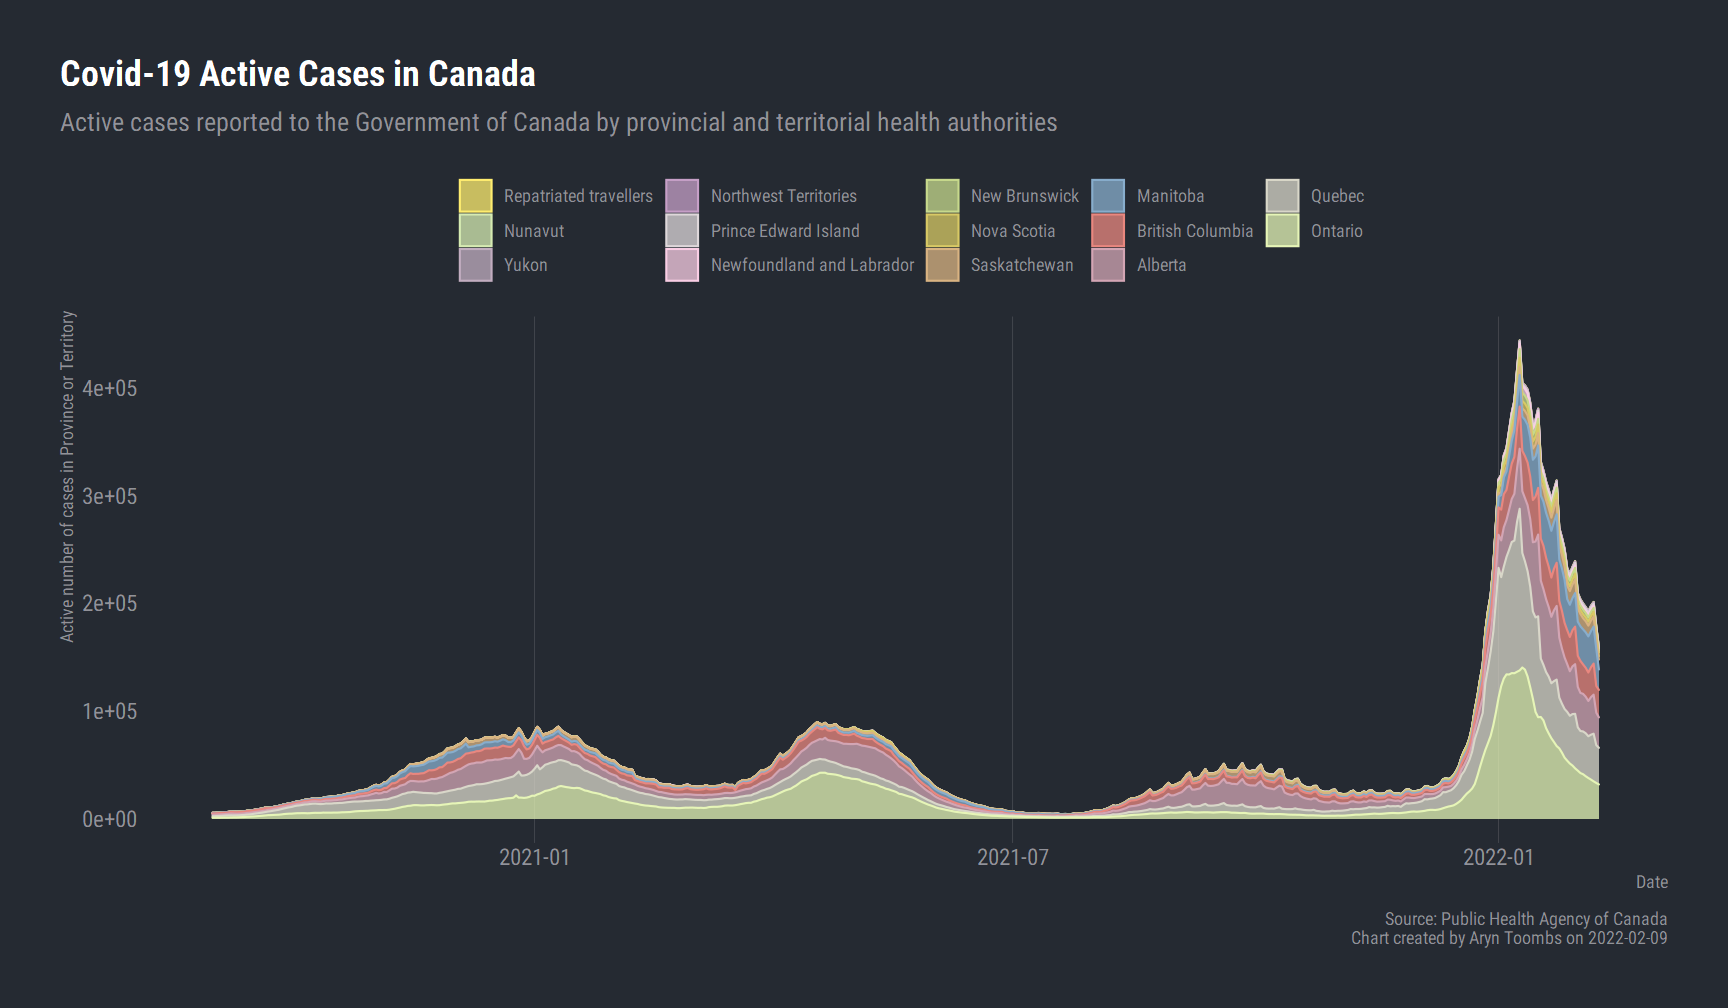 Covid-19 Active Cases in Canada
Active cases reported to the Government of Canada by provincial and territorial health authorities
Repatriated travellers
Northwest Territories
New Brunswick
Manitoba
Quebec
Nunavut
Prince Edward Island
Nova Scotia
British Columbia
Ontario
Yukon
Newfoundland and Labrador
Saskatchewan
Alberta
Active number of cases in Province or Territory
4e+05
3e+05
2e+05
1e+05
0e+00
2021-01
2021-07
2022-01
Date
Source: Public Health Agency of Canada
Chart created by Aryn Toombs on 2022-02-09